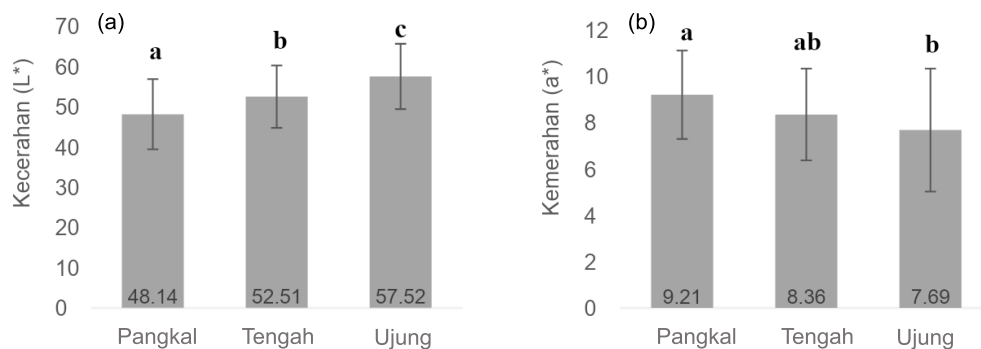 (a)
Kecerahan (L*)
70
60
50
40
30
20
10
0
a
b
c
48.14
52.51
57.52
Pangkal
Tengah
Ujung
(b)
Kemerahan (a*)
12
10
8
6
4
2
0
a
ab
b
9.21
8.36
7.69
Pangkal
Tengah
Ujung